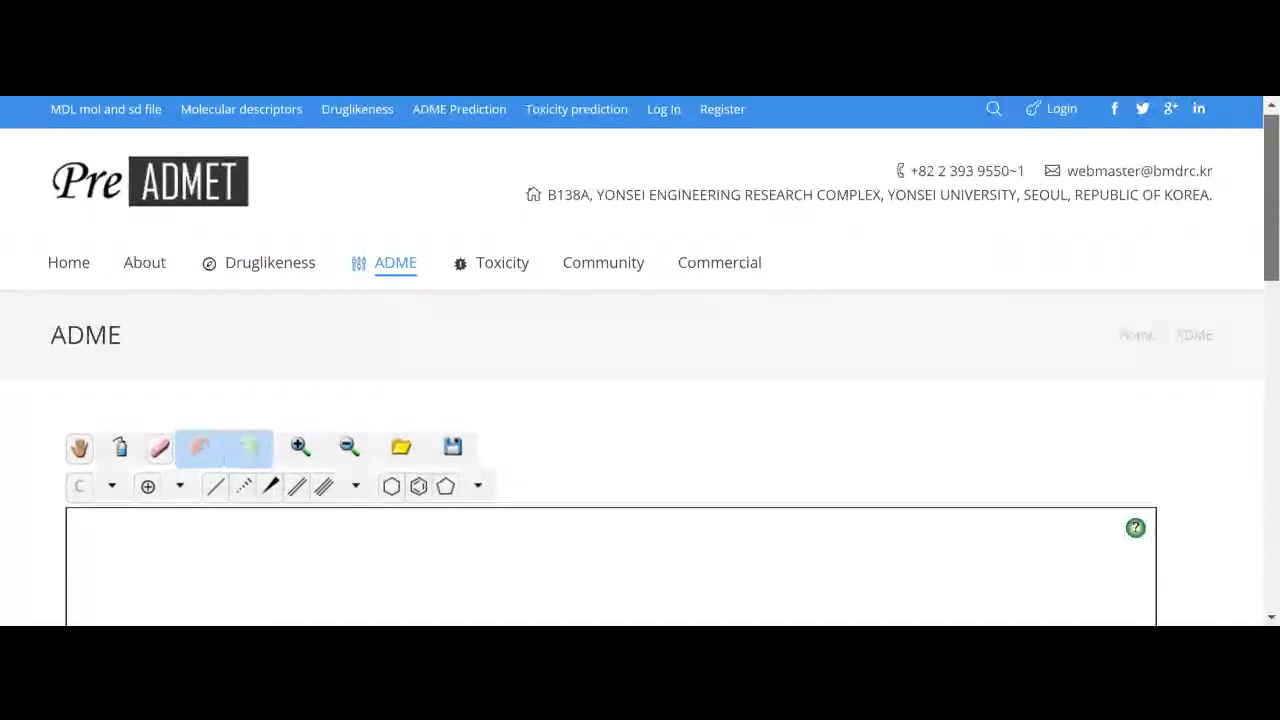 MDL mol and sd file Molecular descriptors Druglikeness ADME Prediction Toxicity prediction Log In Register Login
Pre ADMET
+82 2 393 9550~1 webmaster@bmdrc.kr
B138A, YONSEI ENGINEERING RESEARCH COMPLEX, YONSEI UNIVERSITY, SEOUL, REPUBLIC OF KOREA.
Home About Druglikeness ADME Toxicity Community Commercial
ADME Home ADME
C